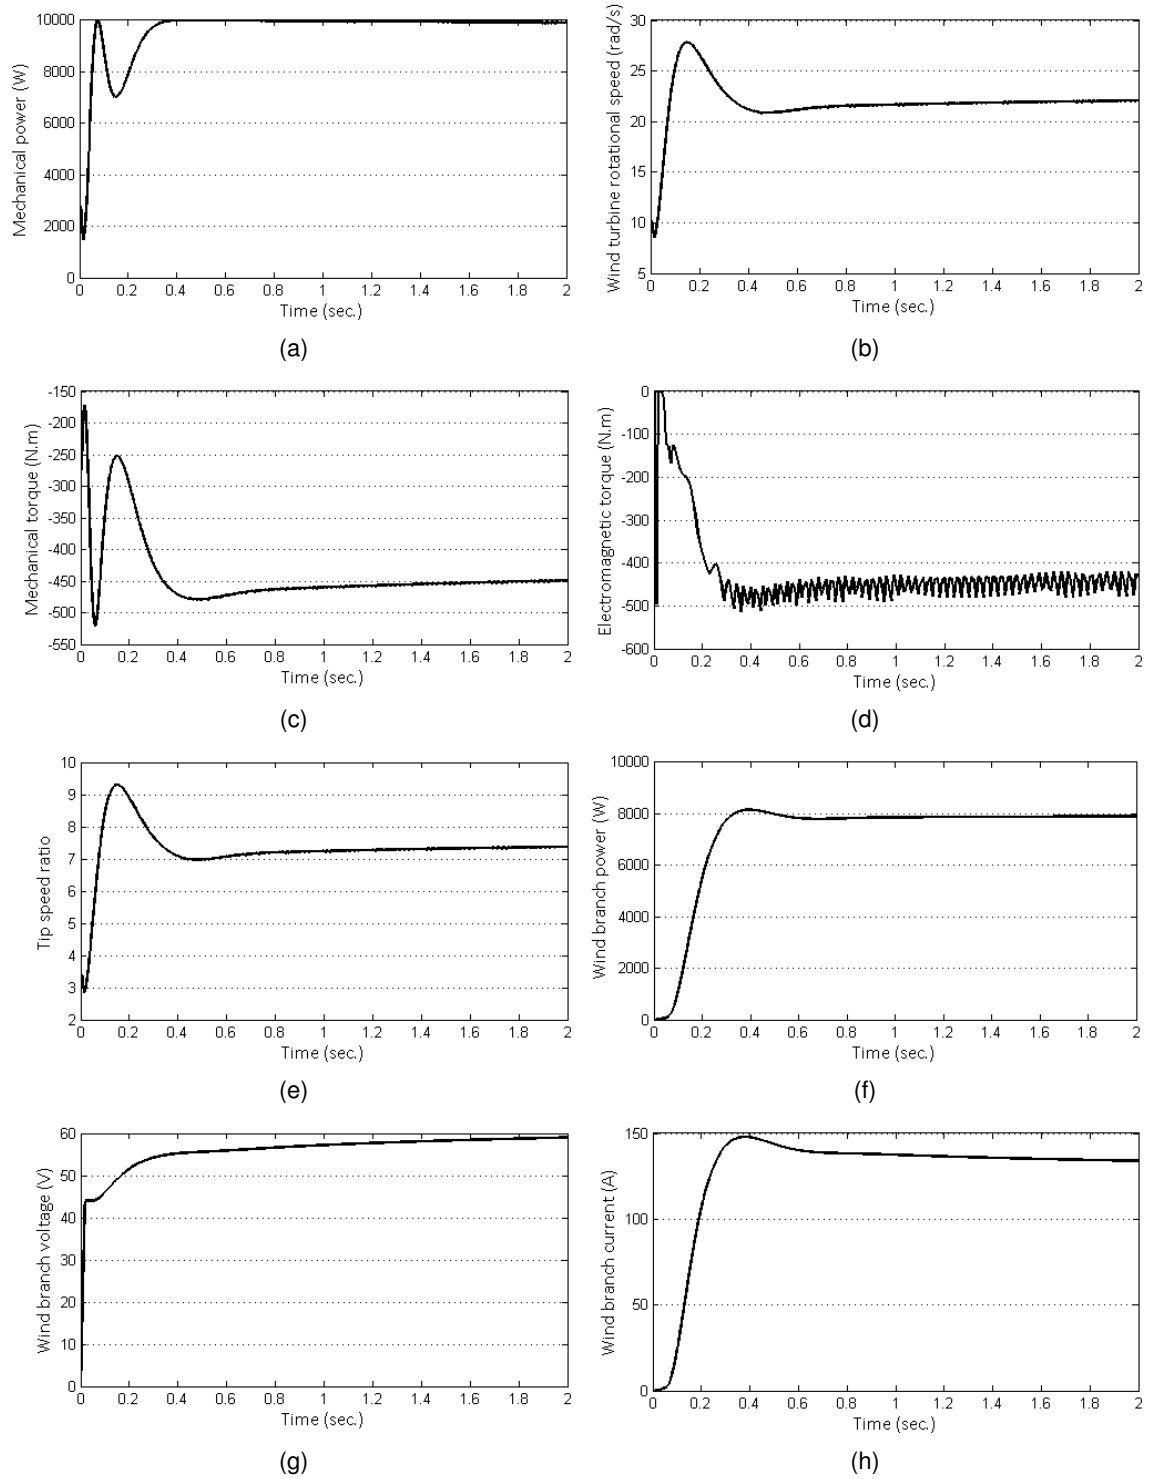 10000
8000
6000
4000
2000
0
Mechanical power (W)
0 0.2 0.4 0.6 0.8 1 1.2 1.4 1.6 1.8 2
Time (sec.)
(a)
30
25
20
15
10
5
Wind turbine rotational speed (rad/s)
0 0.2 0.4 0.6 0.8 1 1.2 1.4 1.6 1.8 2
Time (sec.)
(b)
-150
-200
-250
-300
-350
-400
-450
-500
-550
Mechanical torque (N.m)
0 0.2 0.4 0.6 0.8 1 1.2 1.4 1.6 1.8 2
Time (sec.)
(c)
0
-100
-200
-300
-400
-500
-600
Electromagnetic torque (N.m)
0 0.2 0.4 0.6 0.8 1 1.2 1.4 1.6 1.8 2
Time (sec.)
(d)
10
9
8
7
6
5
4
3
2
Tip speed ratio
0 0.2 0.4 0.6 0.8 1 1.2 1.4 1.6 1.8 2
Time (sec.)
(e)
10000
8000
6000
4000
2000
0
Wind branch power (W)
0 0.2 0.4 0.6 0.8 1 1.2 1.4 1.6 1.8 2
Time (sec.)
(f)
60
50
40
30
20
10
0
Wind branch voltage (V)
0 0.2 0.4 0.6 0.8 1 1.2 1.4 1.6 1.8 2
Time (sec.)
(g)
150
100
50
0
Wind branch current (A)
0 0.2 0.4 0.6 0.8 1 1.2 1.4 1.6 1.8 2
Time (sec.)
(h)